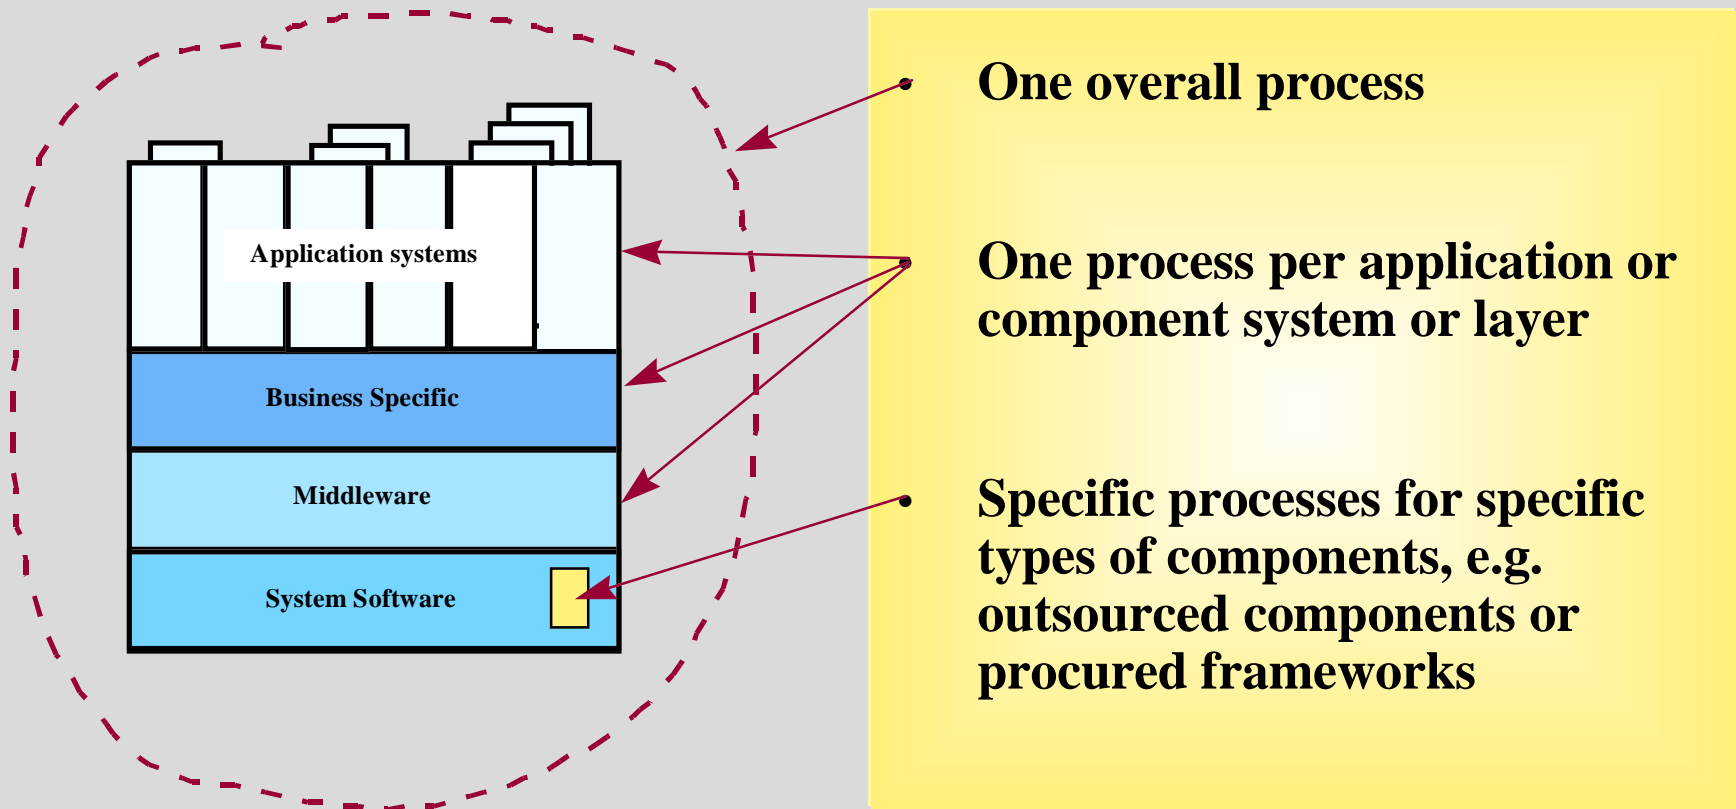 One overall process
Application systems
One process per application or
component system or layer
Business Specific
Middleware
System Software
Specific processes for specific
types of components, e.g.
outsourced components or
procured frameworks